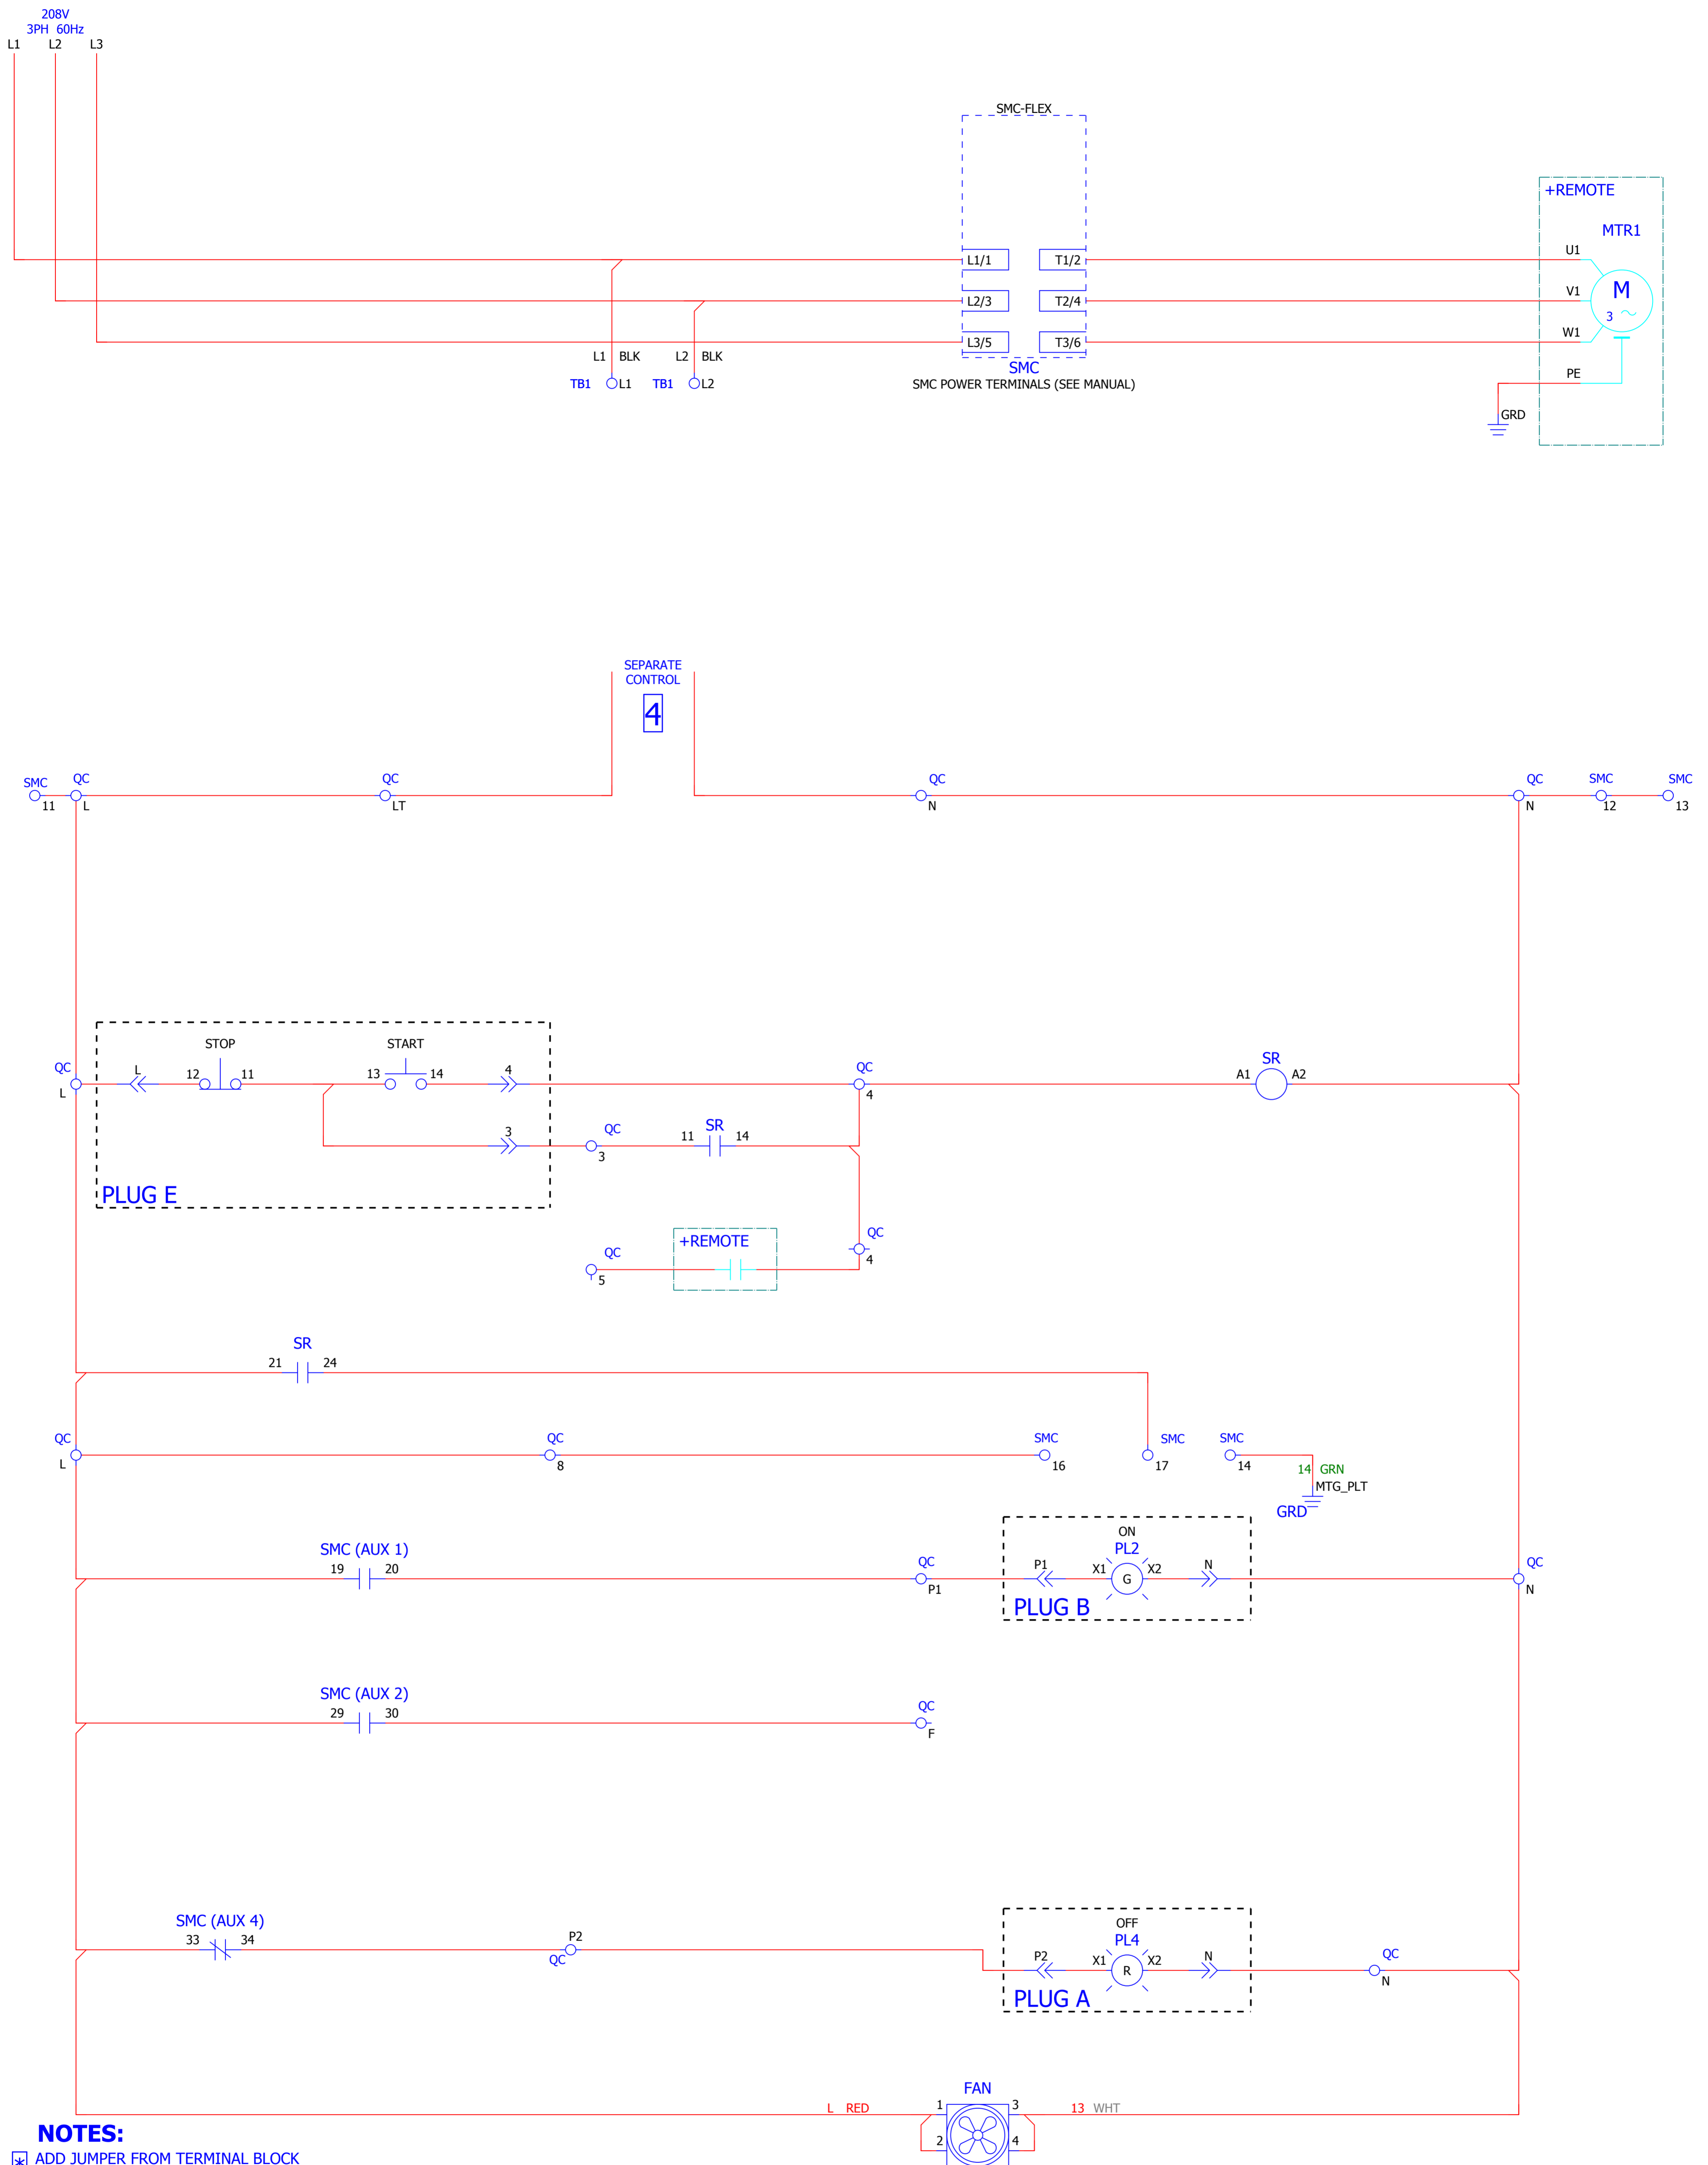 208V
3PH 60Hz
L1 L2 L3
SMC-FLEX
+REMOTE
MTR1
U1
L1/1 T1/2
M
3
V1
L2/3 T2/4
W1
L3/5 T3/6
L1 BLK L2 BLK
SMC
PE
TB1 L1 TB1 L2
SMC POWER TERMINALS (SEE MANUAL)
GRD
SEPARATE
CONTROL
4
SMC QC QC QC QC SMC SMC
11 L LT N N 12 13
STOP START
SR
QC L 12 11 13 14 4 QC A1 A2
L 4
3 QC 11 SR 14
3
PLUG E
+REMOTE QC
QC 4
5
SR
21 24
QC QC SMC SMC SMC
L 8 16 17 14
14 GRN
MTG_PLT
GRD
ON
SMC (AUX 1) PL2
19 20 QC P1 X1 G X2 N QC
P1 N
PLUG B
SMC (AUX 2)
29 30 QC
F
SMC (AUX 4) OFF
33 34 P2 PL4
QC P2 X1 R X2 N QC
N
PLUG A
FAN
L RED 1 3 13 WHT
NOTES:
2 4
* ADD JUMPER FROM TERMINAL BLOCK